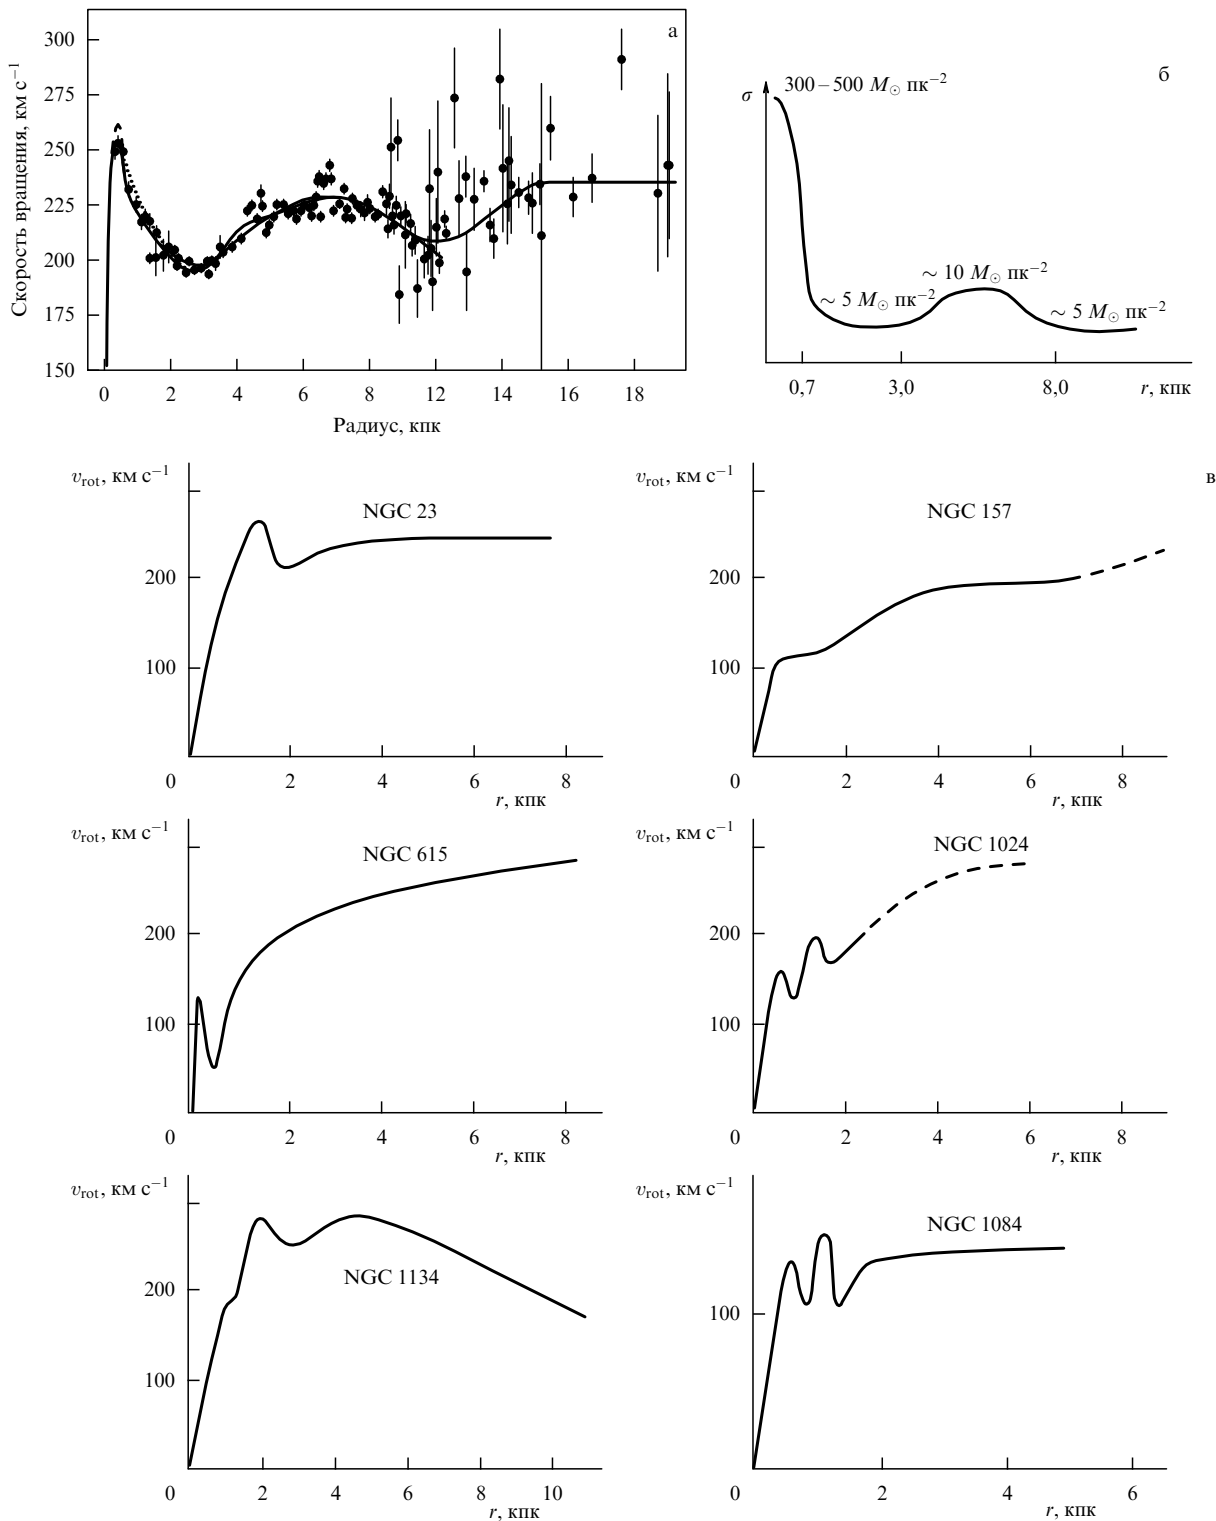 а
Скорость вращения, км с⁻¹
300
275
250
225
200
175
150
0 2 4 6 8 10 12 14 16 18
Радиус, кпк
б
σ
300–500 M☉ пк⁻²
~ 5 M☉ пк⁻²
~ 10 M☉ пк⁻²
~ 5 M☉ пк⁻²
0,7 3,0 8,0 r, кпк
в
v_rot, км с⁻¹
NGC 23
200
100
0 2 4 6 8
r, кпк
v_rot, км с⁻¹
NGC 157
200
100
0 2 4 6 8
r, кпк
v_rot, км с⁻¹
NGC 615
200
100
0 2 4 6 8
r, кпк
v_rot, км с⁻¹
NGC 1024
200
100
0 2 4 6 8
r, кпк
v_rot, км с⁻¹
NGC 1134
200
100
0 2 4 6 8 10
r, кпк
v_rot, км с⁻¹
NGC 1084
100
0 2 4 6
r, кпк